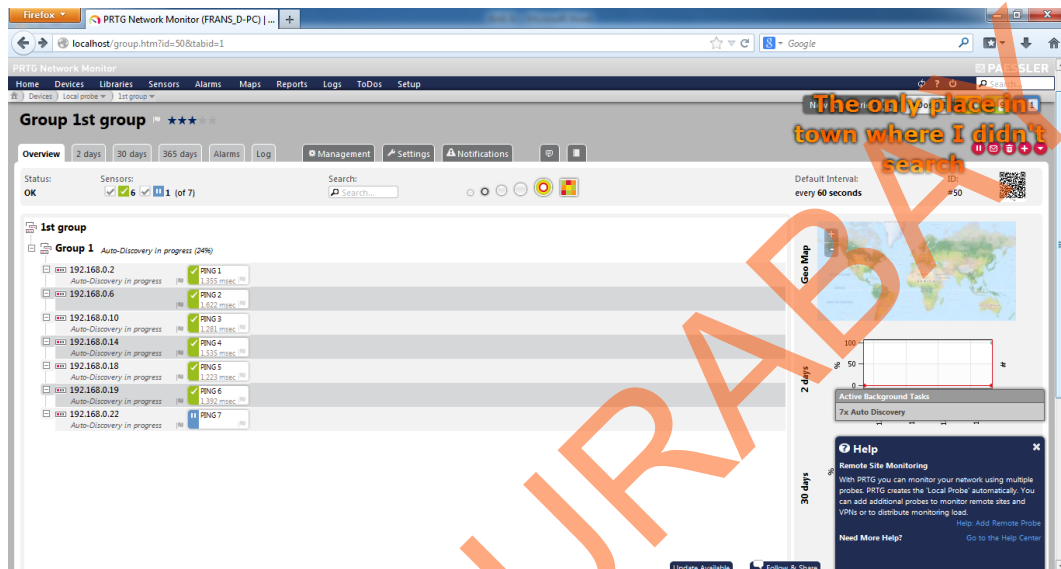 Firefox
PRTG Network Monitor (FRANS_D-PC) | ...
localhost/group.htm?id=50&tabid=1
Google
PRTG Network Monitor
PAESSLER
Home Devices Libraries Sensors Alarms Maps Reports Logs ToDos Setup
Search...
Devices Local probe 1st group
The only place in
town where I didn't
search
Group 1st group
Overview 2 days 30 days 365 days Alarms Log Management Settings Notifications
Status: Sensors: Search: Default Interval: ID:
OK 6 1 (of 7) Search... every 60 seconds #50
1st group
Group 1 Auto-Discovery in progress (24%)
192.168.0.2 PING 1
Auto-Discovery in progress 1,355 msec
192.168.0.6 PING 2
1,622 msec
192.168.0.10 PING 3
Auto-Discovery in progress 1,281 msec
192.168.0.14 PING 4
Auto-Discovery in progress 1,535 msec
192.168.0.18 PING 5
Auto-Discovery in progress 1,223 msec
192.168.0.19 PING 6
Auto-Discovery in progress 1,392 msec
192.168.0.22 PING 7
Auto-Discovery in progress
Geo Map
2 days
%
100
50
0
#
Active Background Tasks
7x Auto Discovery
30 days
%
Help
Remote Site Monitoring
With PRTG you can monitor your network using multiple
probes. PRTG creates the 'Local Probe' automatically. You
can add additional probes to monitor remote sites and
VPNs or to distribute monitoring load.
Help: Add Remote Probe
Need More Help? Go to the Help Center
Update Available Follow & Share
URABAY